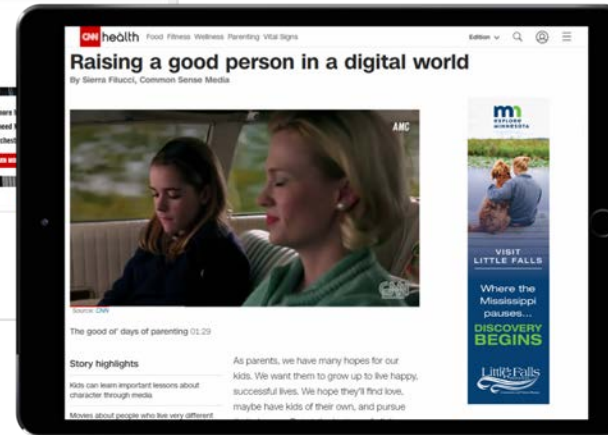 CNN health Food Fitness Wellness Parenting Vital Signs
Edition
Raising a good person in a digital world
By Sierra Filucci, Common Sense Media
AMC
CNN
Source: CNN
The good ol' days of parenting 01:29
Story highlights
Kids can learn important lessons about
character through media
Movies about people who live very different
As parents, we have many hopes for our
kids. We want them to grow up to live happy,
successful lives. We hope they'll find love,
maybe have kids of their own, and pursue
mn
EXPLORE
MINNESOTA
VISIT
LITTLE FALLS
Where the
Mississippi
pauses...
DISCOVERY
BEGINS
Little Falls